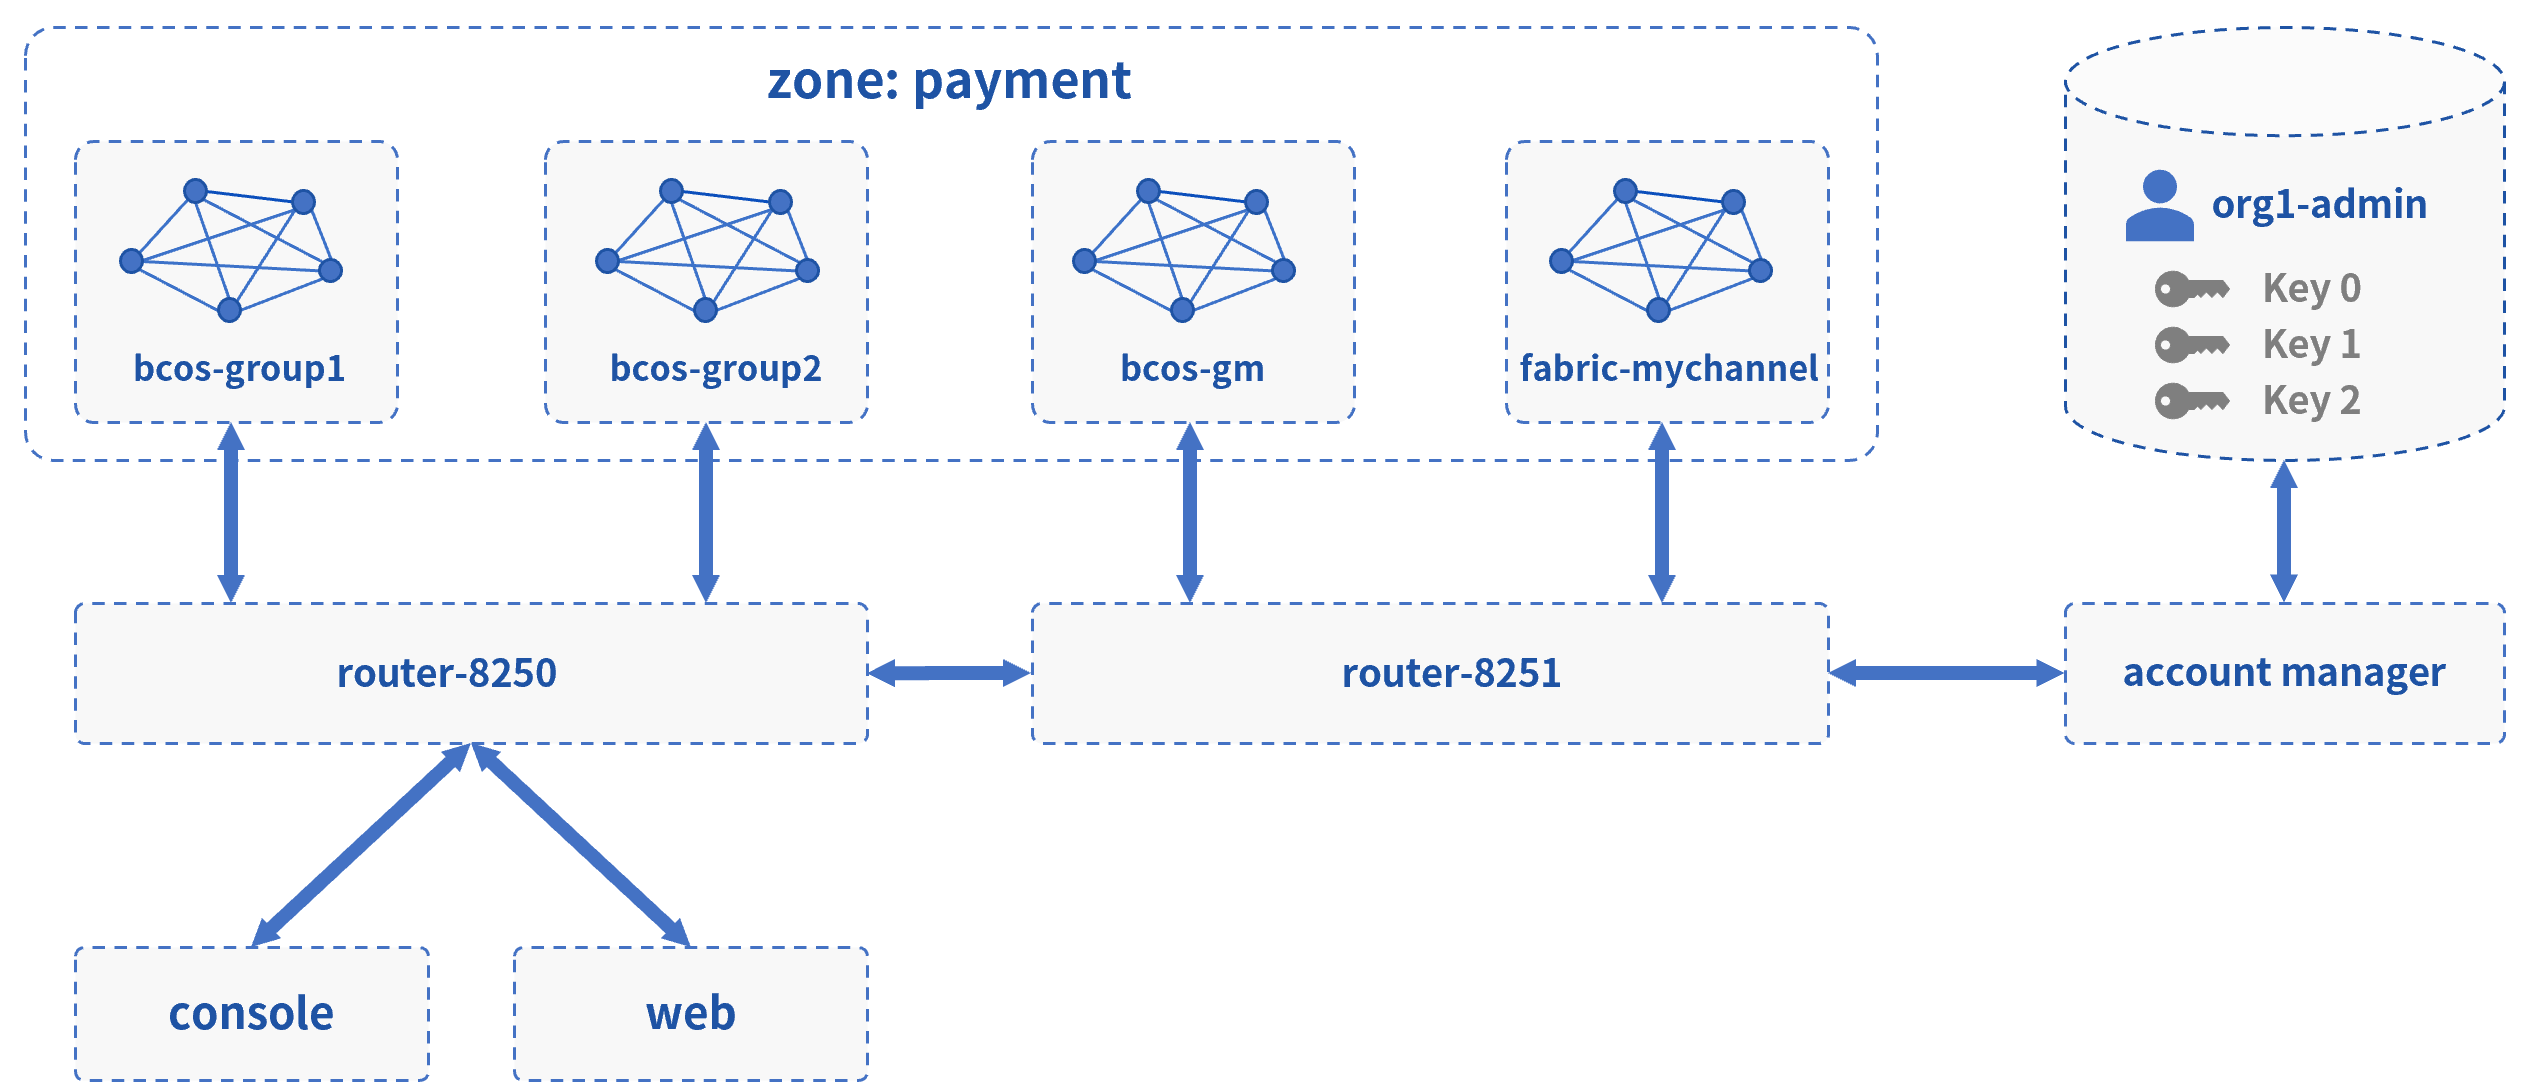 zone: payment
bcos-group1
bcos-group2
bcos-gm
fabric-mychannel
org1-admin
Key 0
Key 1
Key 2
router-8250
router-8251
account manager
console
web